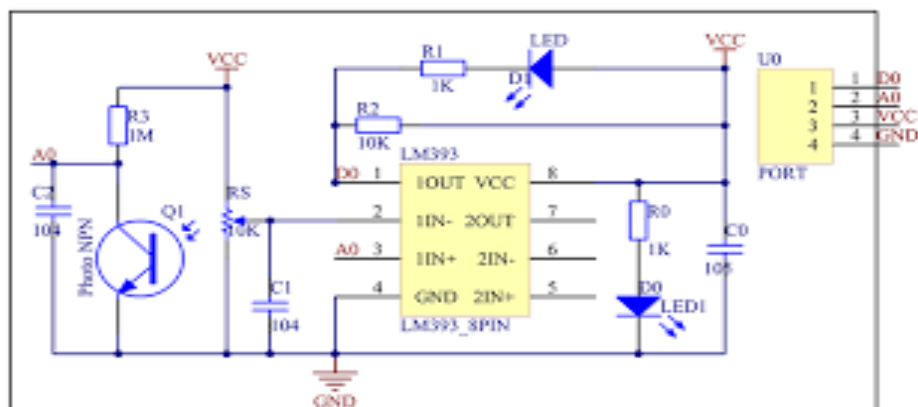 LED
VCC
U0
VCC
R1
D1
1K
1 D0
2 A0
3 VCC
4 GND
1
2
3
4
PORT
R3
1M
R2
10K
LM393
A0
D0
1 1OUT VCC 8
2 1IN- 2OUT 7
A0 3 1IN+ 2IN- 6
4 GND 2IN+ 5
LM393_8PIN
C2
104
Q1
Photo NPN
RS
10K
C1
104
R0
1K
C0
105
D0
LED1
GND